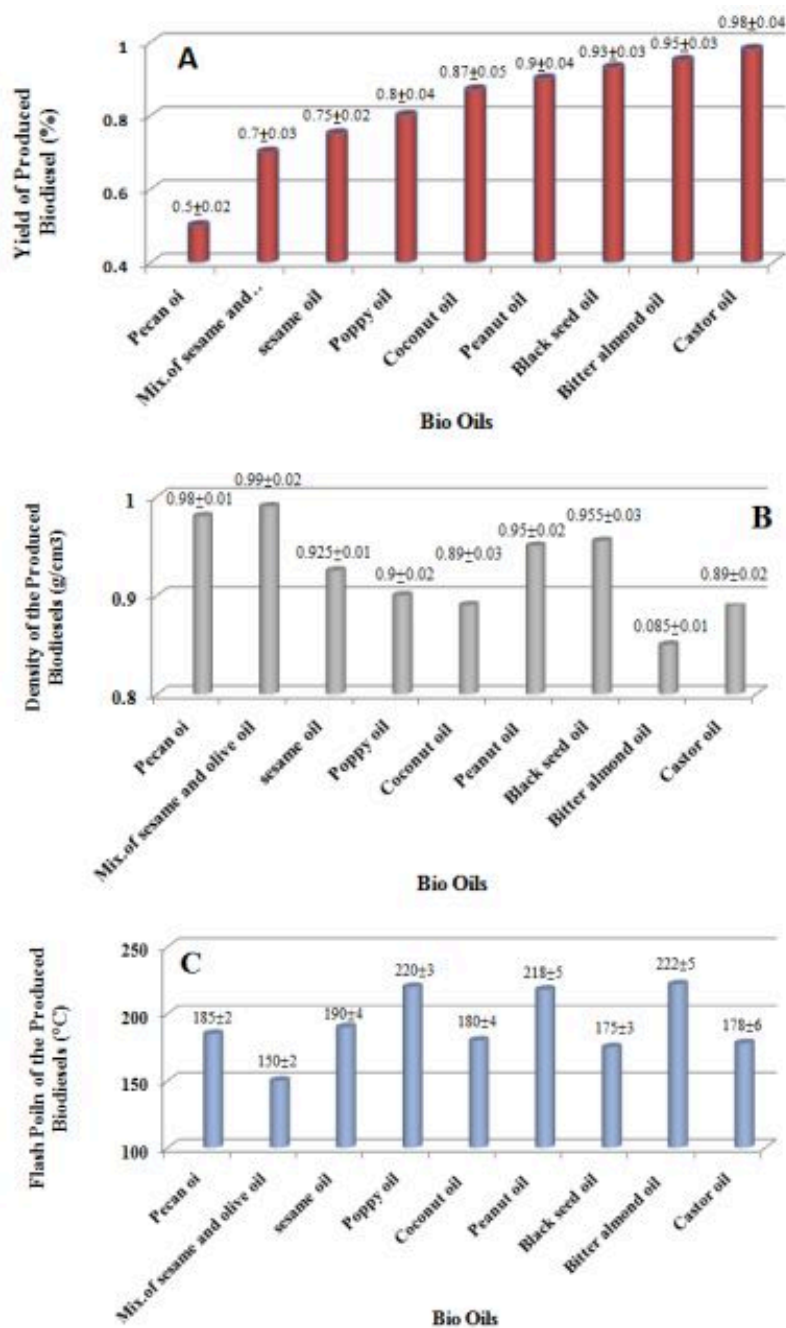 A
Yield of Produced
Biodiesel (%)
1
0.8
0.6
0.4
0.5±0.02
0.7±0.03
0.75±0.02
0.8±0.04
0.87±0.05
0.9±0.04
0.93±0.03
0.95±0.03
0.98±0.04
Pecan oi
Mix.of sesame and..
sesame oil
Poppy oil
Coconut oil
Peanut oil
Black seed oil
Bitter almond oil
Castor oil
Bio Oils
B
Density of the Produced
Biodiesels (g/cm3)
1
0.9
0.8
0.98±0.01
0.99±0.02
0.925±0.01
0.9±0.02
0.89±0.03
0.95±0.02
0.955±0.03
0.085±0.01
0.89±0.02
Pecan oi
Mix.of sesame and olive oil
sesame oil
Poppy oil
Coconut oil
Peanut oil
Black seed oil
Bitter almond oil
Castor oil
Bio Oils
C
Flash Poiln of the Produced
Biodiesels (°C)
250
200
150
100
185±2
150±2
190±4
220±3
180±4
218±5
175±3
222±5
178±6
Pecan oi
Mix.of sesame and olive oil
sesame oil
Poppy oil
Coconut oil
Peanut oil
Black seed oil
Bitter almond oil
Castor oil
Bio Oils